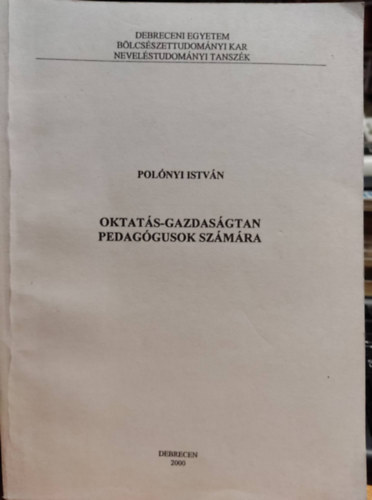 DEBRECENI EGYETEM
BÖLCSÉSZETTUDOMÁNYI KAR
NEVELÉSTUDOMÁNYI TANSZÉK
POLÓNYI ISTVÁN
OKTATÁS-GAZDASÁGTAN
PEDAGÓGUSOK SZÁMÁRA
DEBRECEN
2000